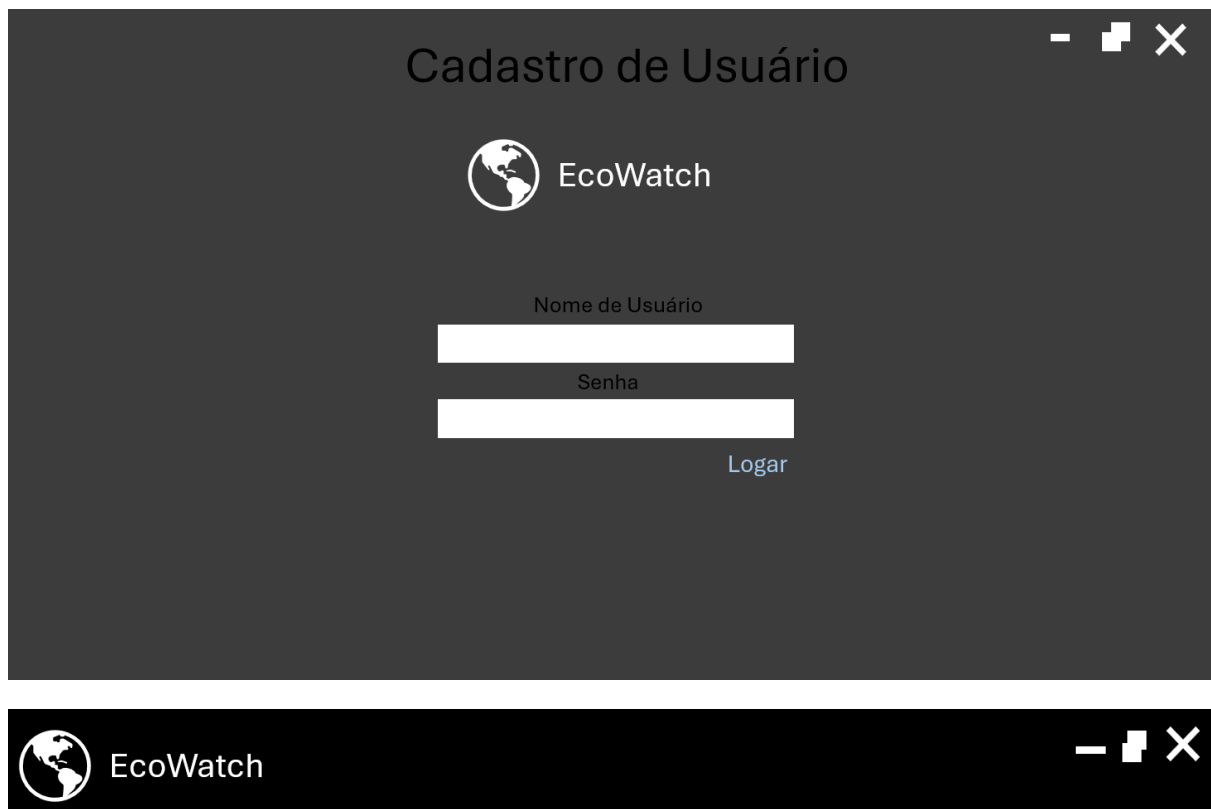 Cadastro de Usuário
EcoWatch
Nome de Usuário
Senha
Logar
EcoWatch